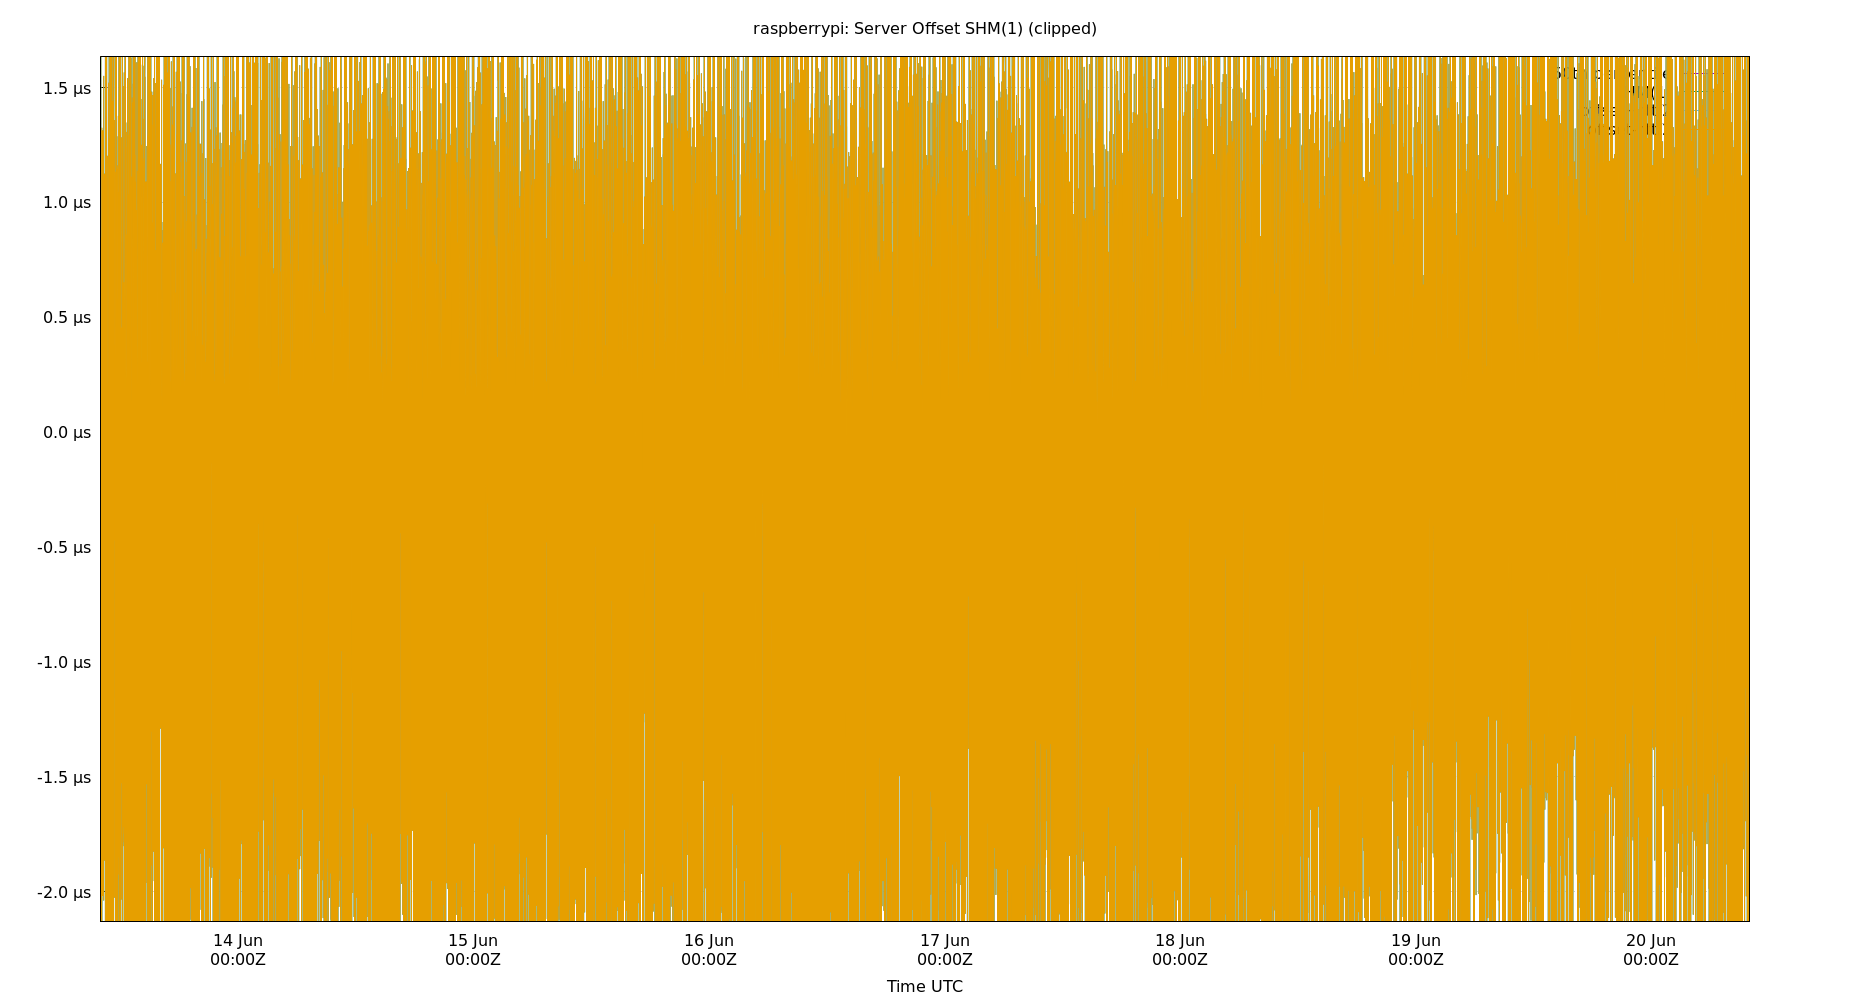 raspberrypi: Server Offset SHM(1) (clipped)
1.5 µs
1.0 µs
0.5 µs
0.0 µs
-0.5 µs
-1.0 µs
-1.5 µs
-2.0 µs
14 Jun 15 Jun 16 Jun 17 Jun 18 Jun 19 Jun 20 Jun
00:00Z 00:00Z 00:00Z 00:00Z 00:00Z 00:00Z 00:00Z
Time UTC